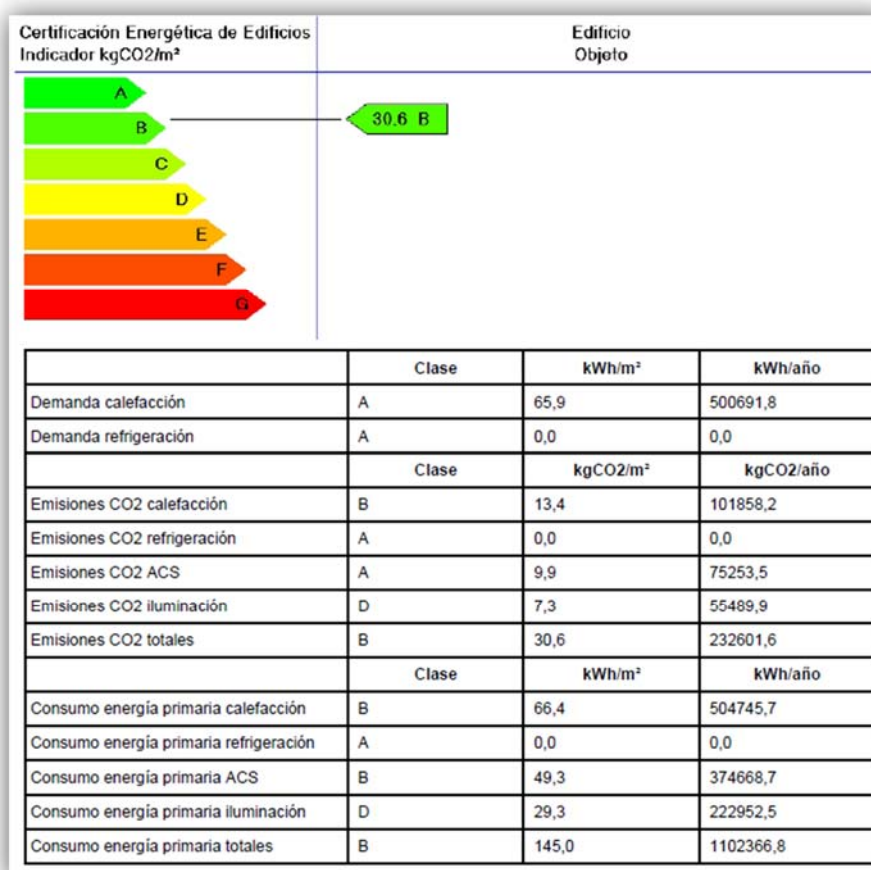 Certificación Energética de Edificios
Indicador kgCO2/m²
Edificio
Objeto
A
B
30,6 B
C
D
E
F
G
Clase kWh/m² kWh/año
Demanda calefacción A 65,9 500691,8
Demanda refrigeración A 0,0 0,0
Clase kgCO2/m² kgCO2/año
Emisiones CO2 calefacción B 13,4 101858,2
Emisiones CO2 refrigeración A 0,0 0,0
Emisiones CO2 ACS A 9,9 75253,5
Emisiones CO2 iluminación D 7,3 55489,9
Emisiones CO2 totales B 30,6 232601,6
Clase kWh/m² kWh/año
Consumo energía primaria calefacción B 66,4 504745,7
Consumo energía primaria refrigeración A 0,0 0,0
Consumo energía primaria ACS B 49,3 374668,7
Consumo energía primaria iluminación D 29,3 222952,5
Consumo energía primaria totales B 145,0 1102366,8